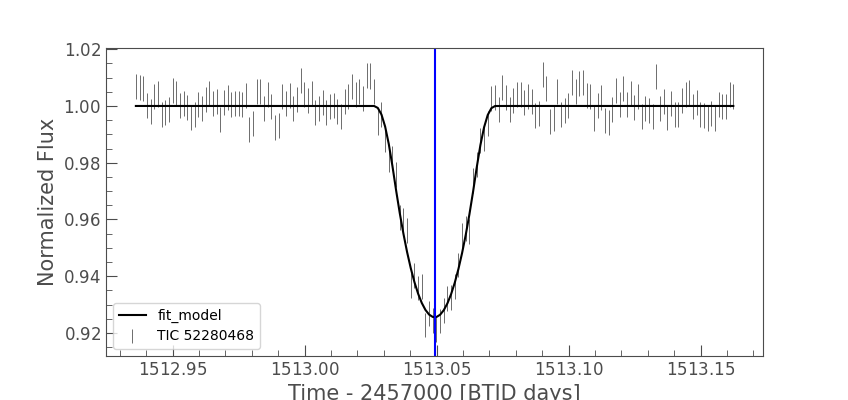 1.02
1.00
0.98
0.96
0.94
0.92
Normalized Flux
fit_model
TIC 52280468
1512.95 1513.00 1513.05 1513.10 1513.15
Time - 2457000 [BTJD days]